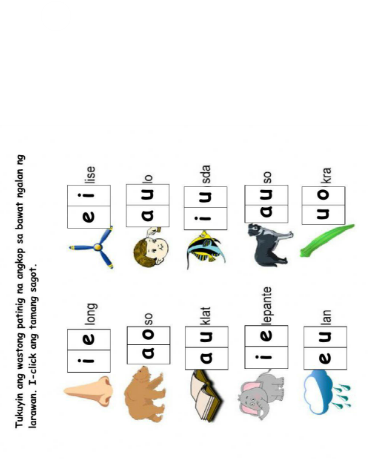 Tukuyin ang wastong patinig na angkop sa bawat ngalan ng
larawan. I-click ang tamang sagot.
i e long
a o so
a u klat
i e lepante
e u lan
e i lise
a u lo
i u sda
a u so
u o kra